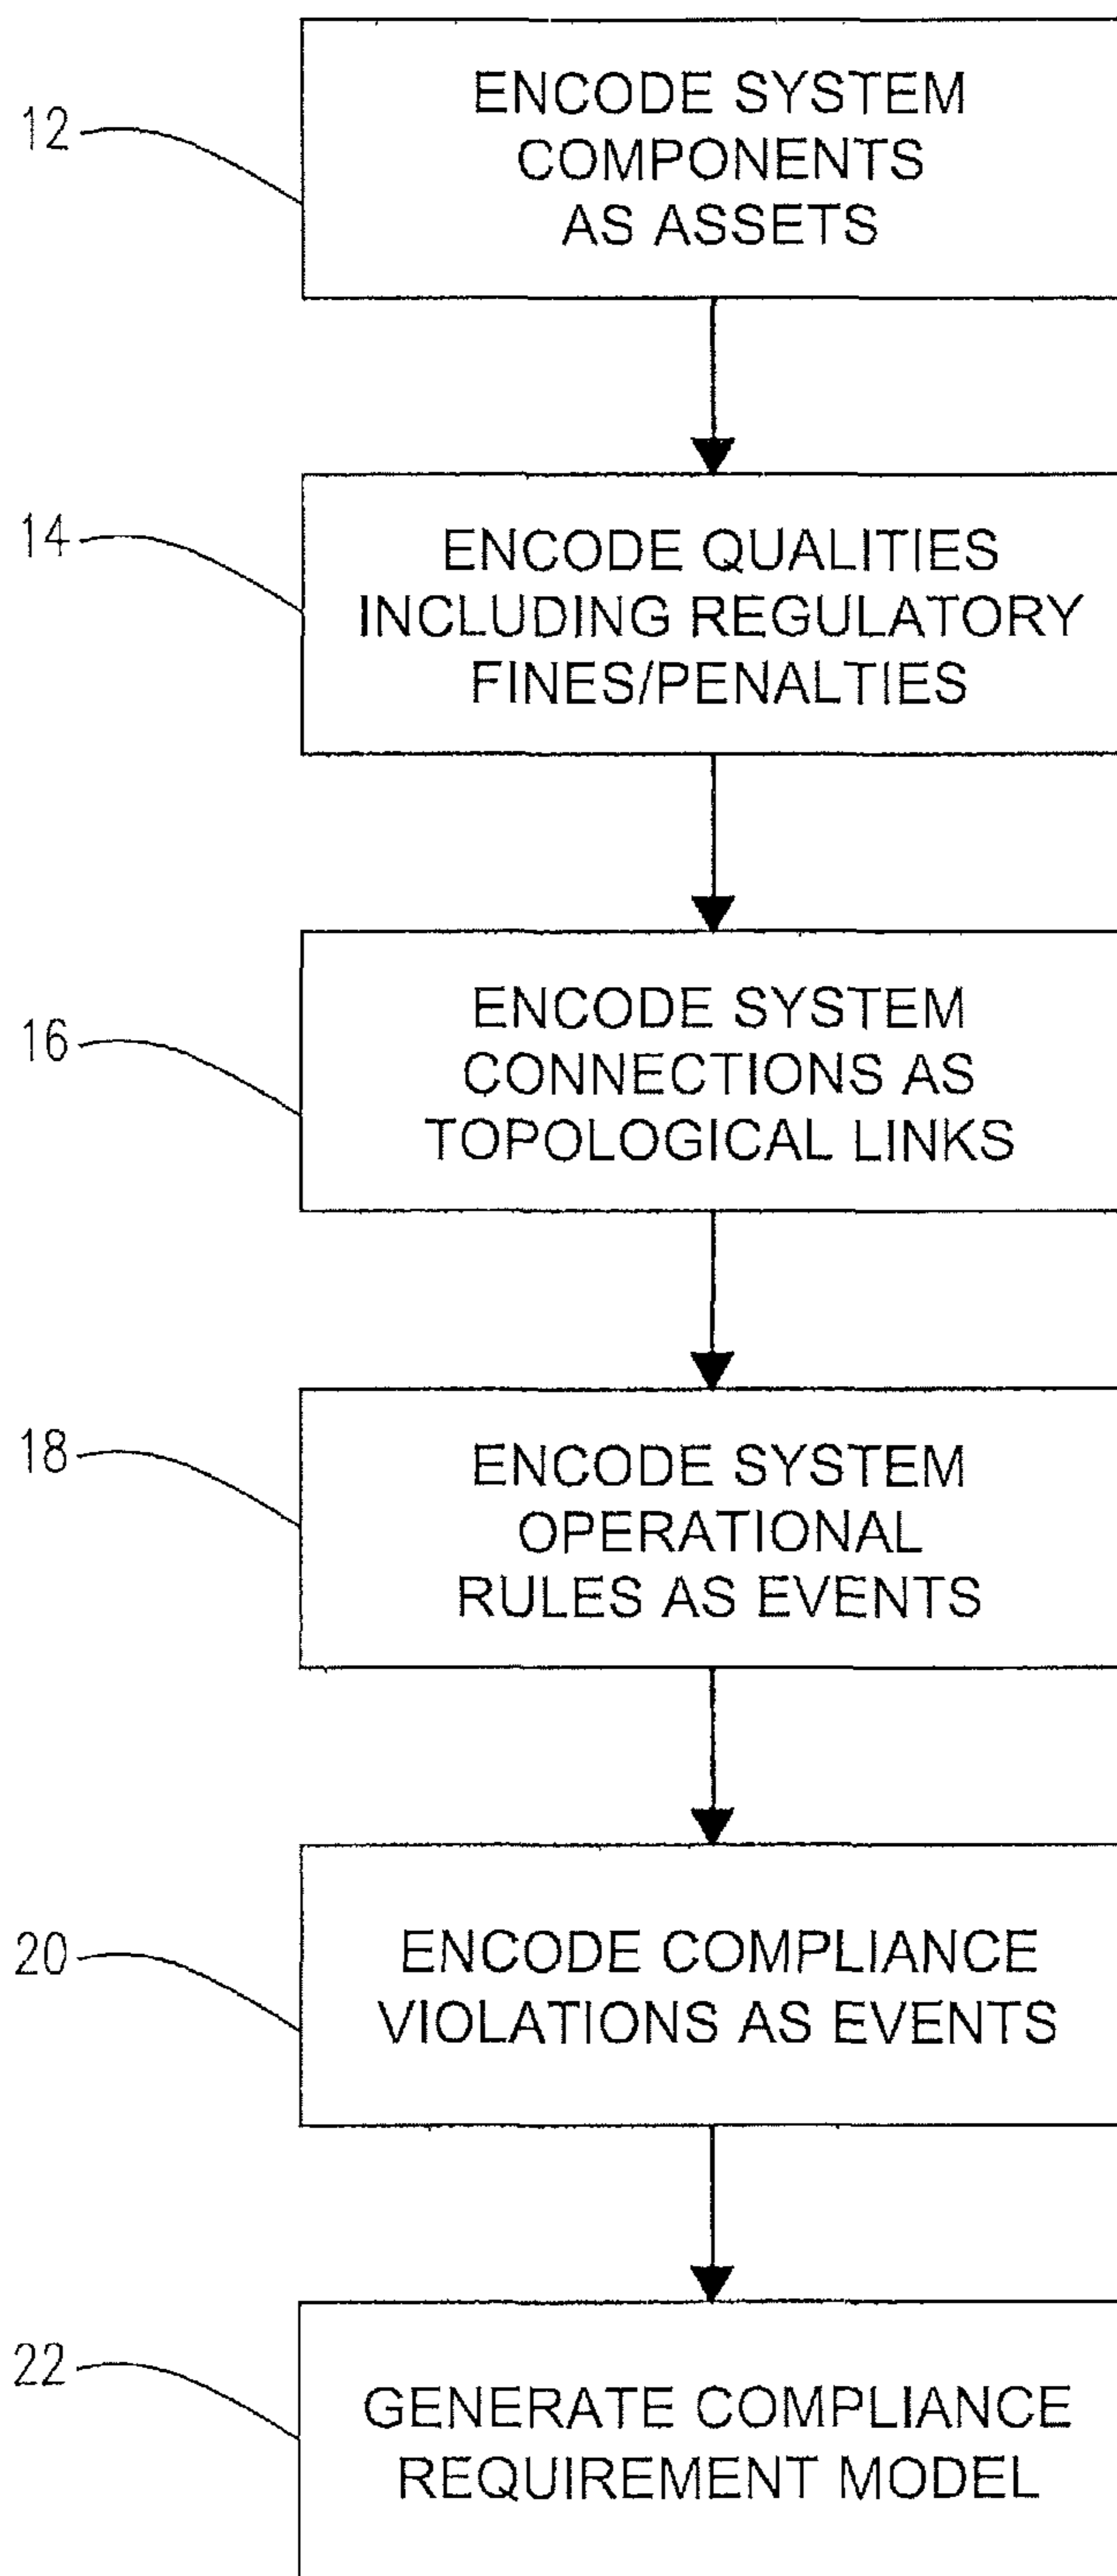 12
ENCODE SYSTEM
COMPONENTS
AS ASSETS
14
ENCODE QUALITIES
INCLUDING REGULATORY
FINES/PENALTIES
16
ENCODE SYSTEM
CONNECTIONS AS
TOPOLOGICAL LINKS
18
ENCODE SYSTEM
OPERATIONAL
RULES AS EVENTS
20
ENCODE COMPLIANCE
VIOLATIONS AS EVENTS
22
GENERATE COMPLIANCE
REQUIREMENT MODEL